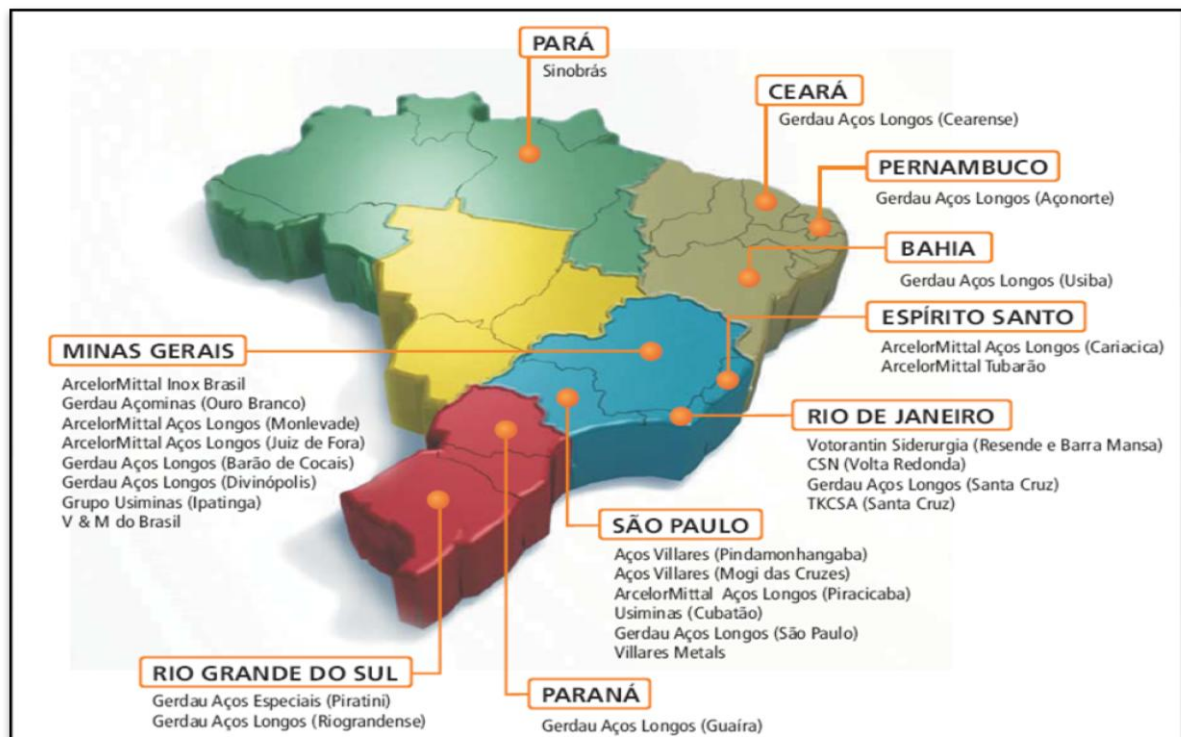 PARÁ
Sinobrás
CEARÁ
Gerdau Aços Longos (Cearense)
PERNAMBUCO
Gerdau Aços Longos (Açonorte)
BAHIA
Gerdau Aços Longos (Usiba)
ESPÍRITO SANTO
ArcelorMittal Aços Longos (Cariacica)
ArcelorMittal Tubarão
MINAS GERAIS
ArcelorMittal Inox Brasil
Gerdau Açominas (Ouro Branco)
ArcelorMittal Aços Longos (Monlevade)
ArcelorMittal Aços Longos (Juiz de Fora)
Gerdau Aços Longos (Barão de Cocais)
Gerdau Aços Longos (Divinópolis)
Grupo Usiminas (Ipatinga)
V & M do Brasil
RIO DE JANEIRO
Votorantin Siderurgia (Resende e Barra Mansa)
CSN (Volta Redonda)
Gerdau Aços Longos (Santa Cruz)
TKCSA (Santa Cruz)
SÃO PAULO
Aços Villares (Pindamonhangaba)
Aços Villares (Mogi das Cruzes)
ArcelorMittal Aços Longos (Piracicaba)
Usiminas (Cubatão)
Gerdau Aços Longos (São Paulo)
Villares Metals
RIO GRANDE DO SUL
Gerdau Aços Especiais (Piratini)
Gerdau Aços Longos (Riograndense)
PARANÁ
Gerdau Aços Longos (Guaíra)